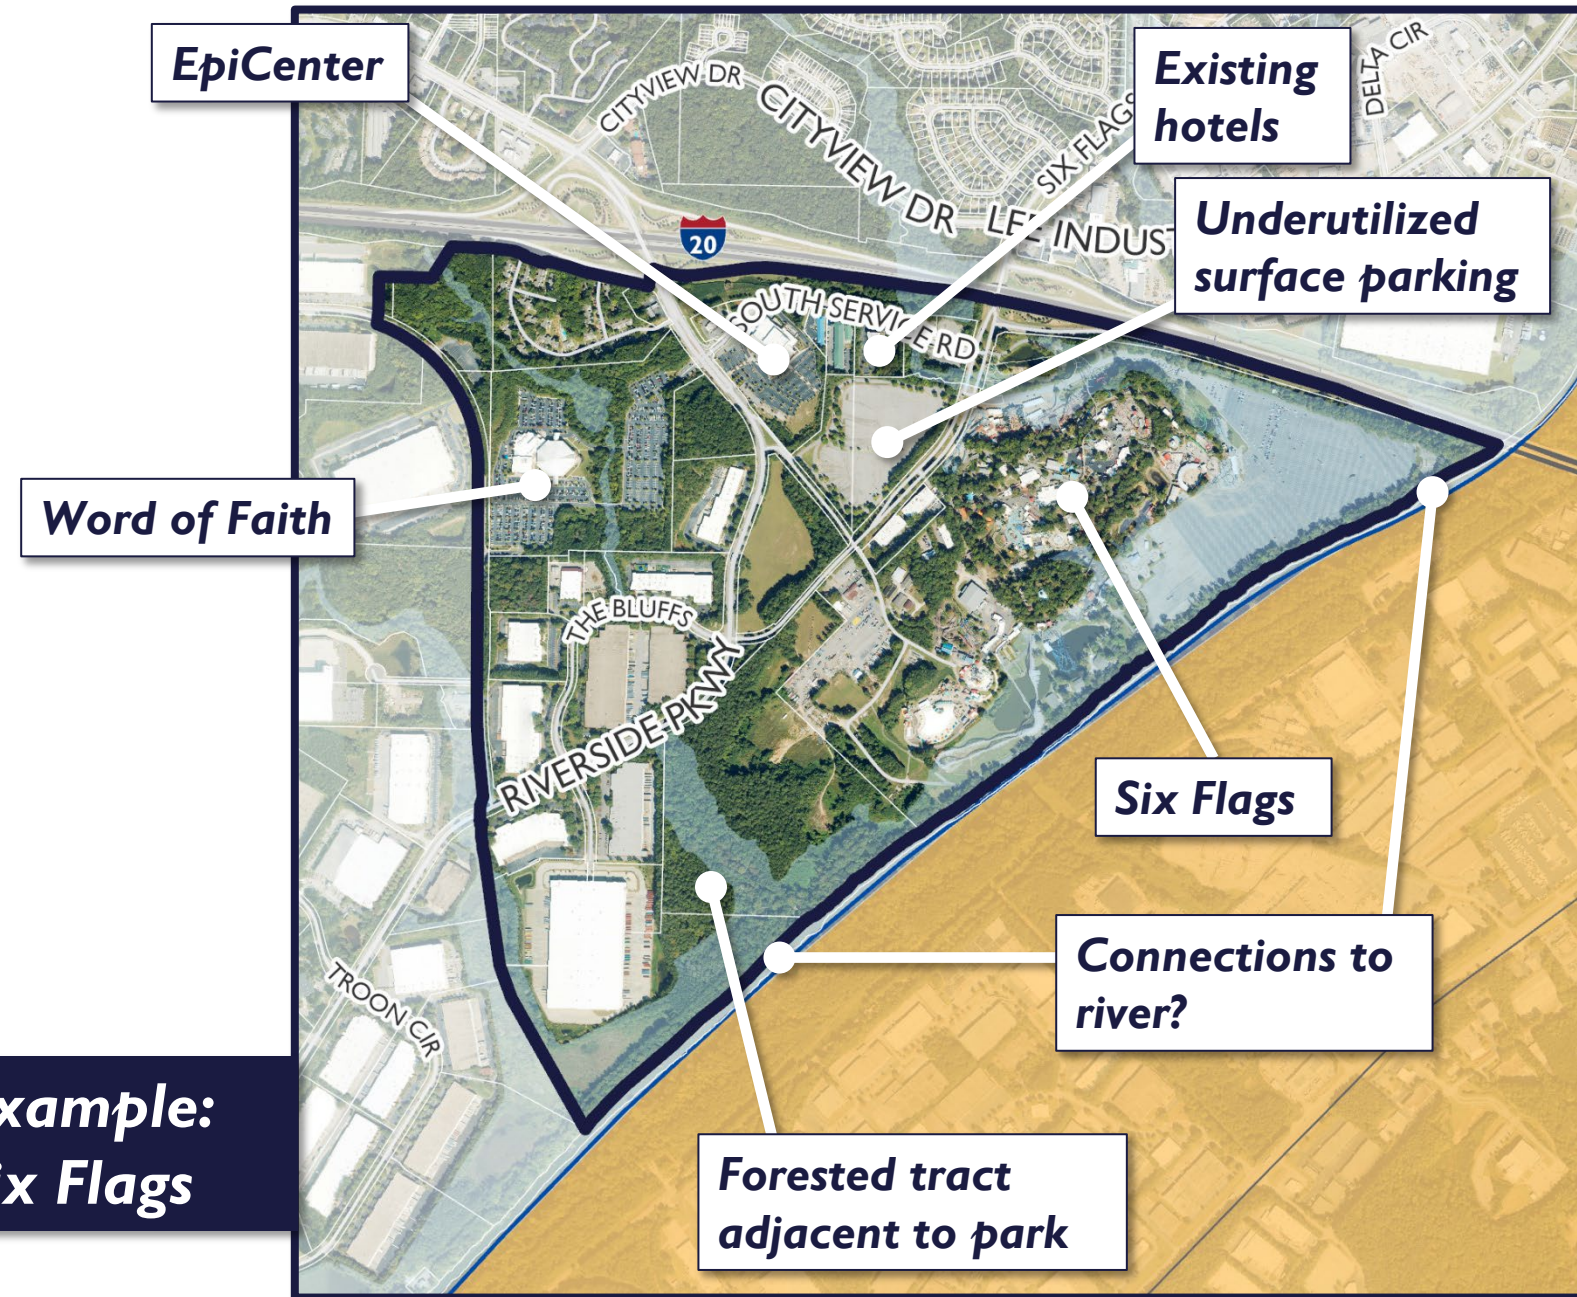 EpiCenter
Existing
hotels
CITYVIEW DR
CITYVIEW DR
DELTA CIR
SIX FLAGS
LEE INDUST
20
Underutilized
surface parking
SOUTH SERVICE RD
Word of Faith
THE BLUFFS
RIVERSIDE PKWY
Six Flags
Connections to
river?
TROON CIR
xample:
ix Flags
Forested tract
adjacent to park